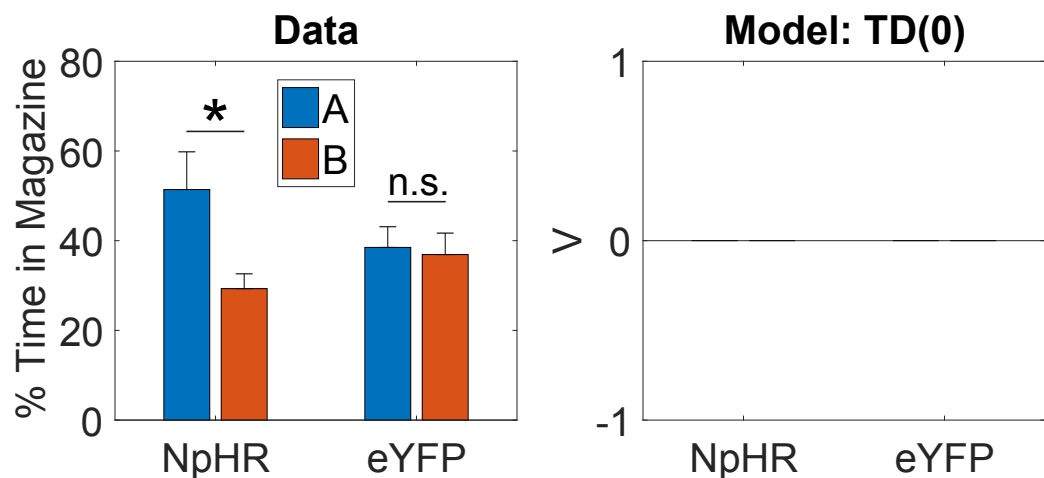 Data
% Time in Magazine
80
60
40
20
0
*
A
B
n.s.
NpHR eYFP
Model: TD(0)
V
1
0
-1
NpHR eYFP